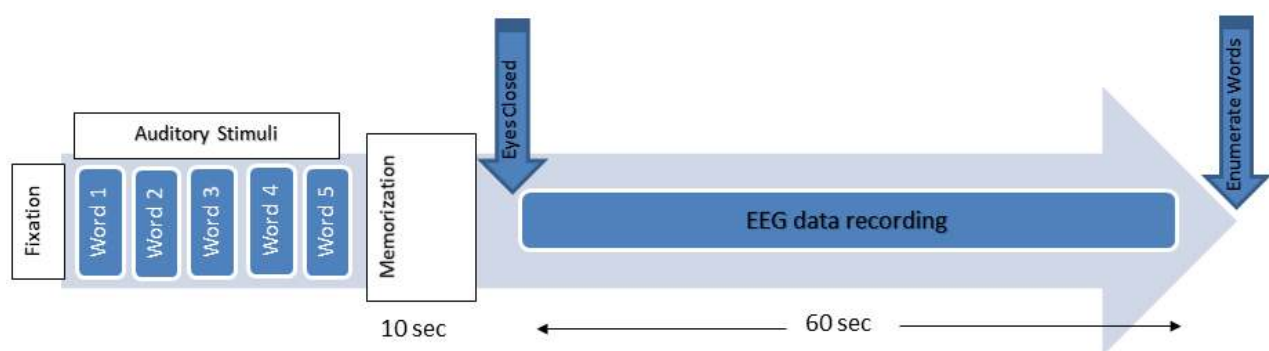 Fixation
Auditory Stimuli
Word 1
Word 2
Word 3
Word 4
Word 5
Memorization
10 sec
Eyes Closed
EEG data recording
60 sec
Enumerate Words